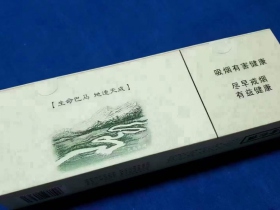 【生命巴马 地造天成】
吸烟有害健康
尽早戒烟
有益健康